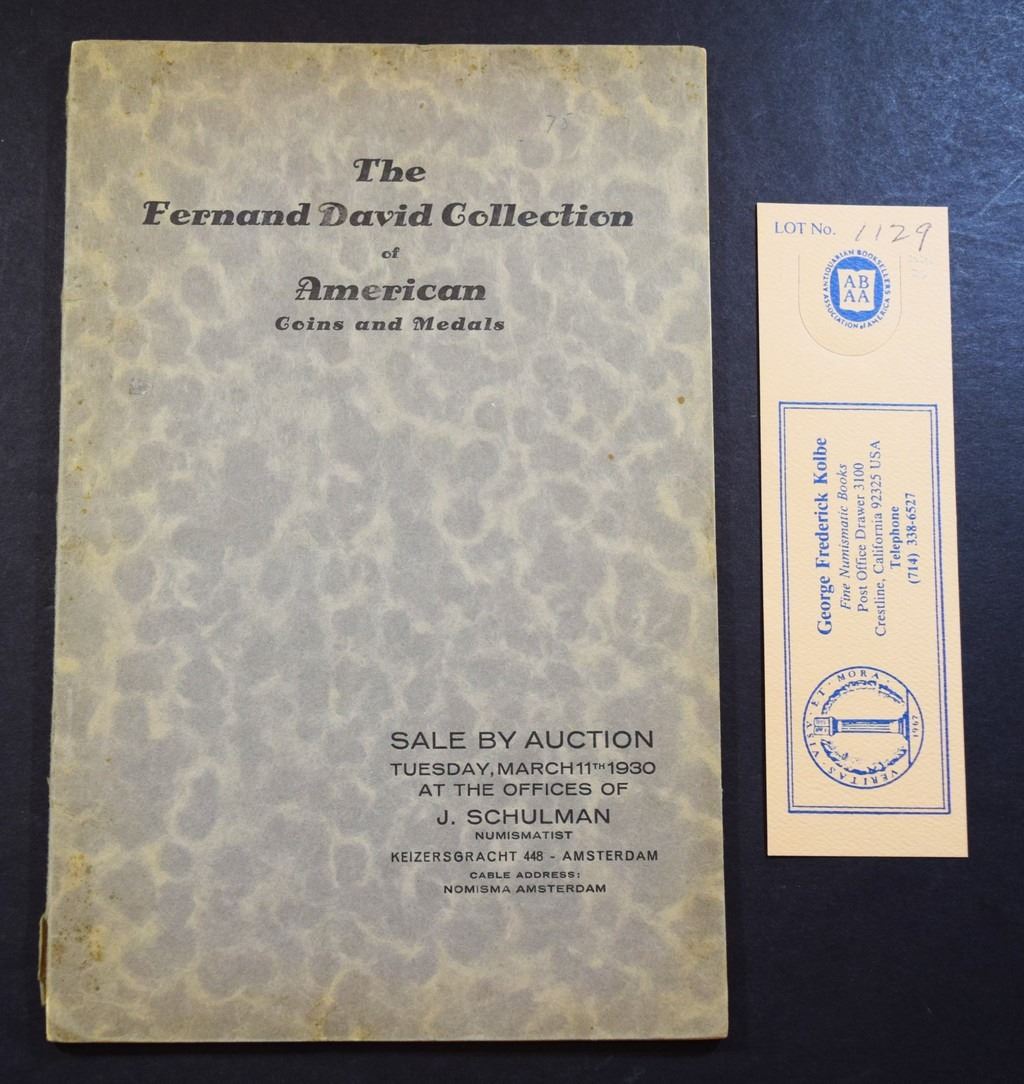 75
The
Fernand David Collection
of
American
Coins and Medals
SALE BY AUCTION
TUESDAY, MARCH 11TH 1930
AT THE OFFICES OF
J. SCHULMAN
NUMISMATIST
KEIZERSGRACHT 448 - AMSTERDAM
CABLE ADDRESS:
NOMISMA AMSTERDAM
LOT No. 1129
ANTIQUARIAN BOOKSELLERS
ASSOCIATION of AMERICA
AB
AA
George Frederick Kolbe
Fine Numismatic Books
Post Office Drawer 3100
Crestline, California 92325 USA
Telephone
(714) 338-6527
VERITAS · VISV · ET · MORA ·
1967